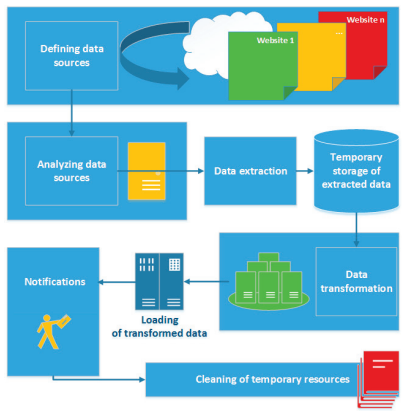 Defining data
sources
Website 1
...
Website n
Analyzing data
sources
Data extraction
Temporary
storage of
extracted data
Data
transformation
Loading
of transformed data
Notifications
Cleaning of temporary resources